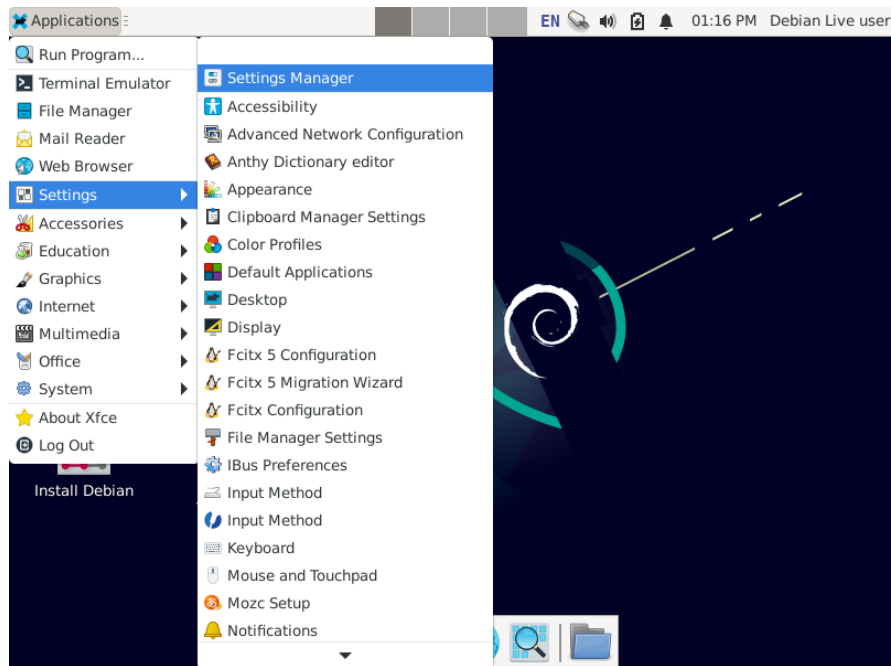 Applications
EN
01:16 PM
Debian Live user
Run Program...
Terminal Emulator
File Manager
Mail Reader
Web Browser
Settings
Accessories
Education
Graphics
Internet
Multimedia
Office
System
About Xfce
Log Out
Settings Manager
Accessibility
Advanced Network Configuration
Anthy Dictionary editor
Appearance
Clipboard Manager Settings
Color Profiles
Default Applications
Desktop
Display
Fcitx 5 Configuration
Fcitx 5 Migration Wizard
Fcitx Configuration
File Manager Settings
IBus Preferences
Input Method
Input Method
Keyboard
Mouse and Touchpad
Mozc Setup
Notifications
Install Debian